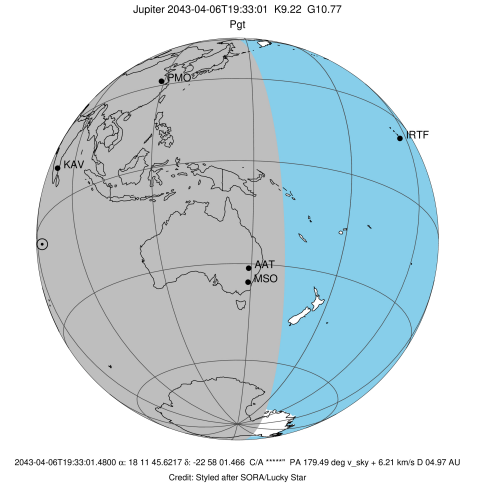 Jupiter 2043-04-06T19:33:01 K9.22 G10.77
Pgt
PMO
IRTF
KAV
AAT
MSO
2043-04-06T19:33:01.4800 α: 18 11 45.6217 δ: -22 58 01.466 C/A *****" PA 179.49 deg v_sky + 6.21 km/s D 04.97 AU
Credit: Styled after SORA/Lucky Star